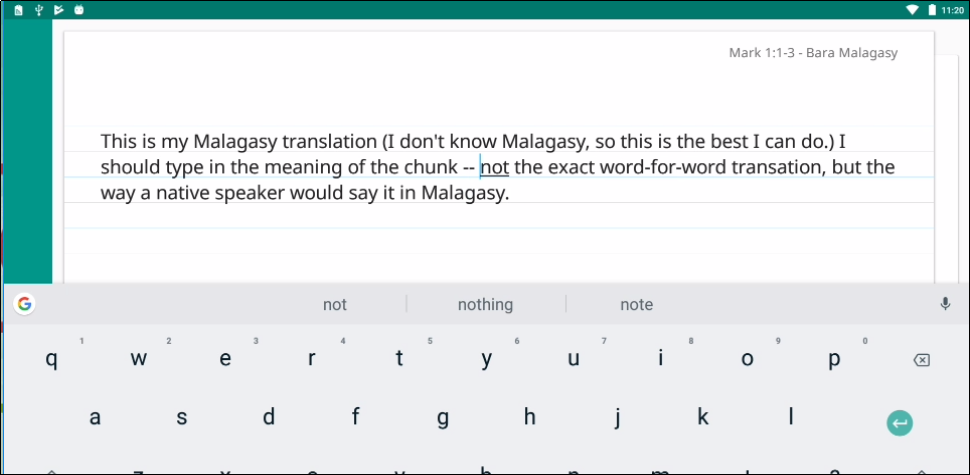 11:20
Mark 1:1-3 - Bara Malagasy
This is my Malagasy translation (I don't know Malagasy, so this is the best I can do.) I
should type in the meaning of the chunk -- not the exact word-for-word transation, but the
way a native speaker would say it in Malagasy.
G not nothing note
1 2 3 4 5 6 7 8 9 0
q w e r t y u i o p
a s d f g h j k l